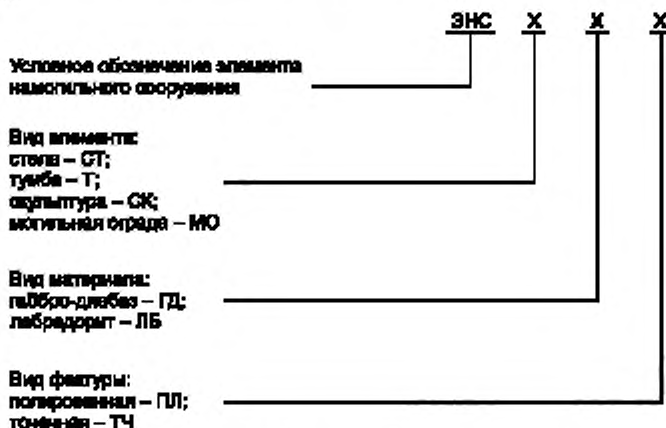 ЭНС X X X
Условное обозначение элемента
намогильного сооружения
Вид элемента:
стела – СТ;
тумба – Т;
скульптура – СК;
могильная ограда – МО
Вид материала:
габбро-диабаз – ГД;
лабрадорит – ЛБ
Вид фактуры:
полированная – ПЛ;
точечная – ТЧ